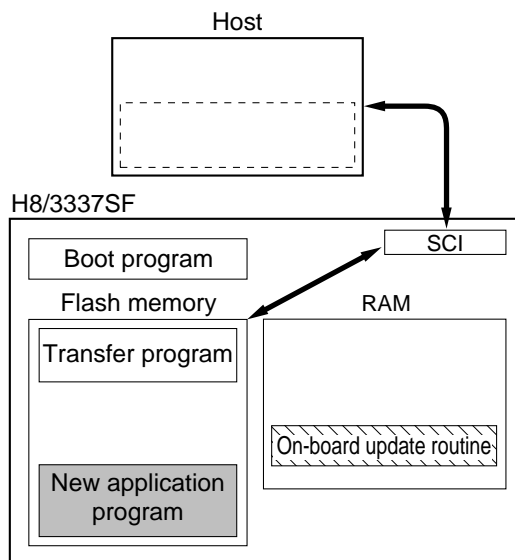 Host
H8/3337SF
SCI
Boot program
Flash memory
RAM
Transfer program
On-board update routine
New application
program